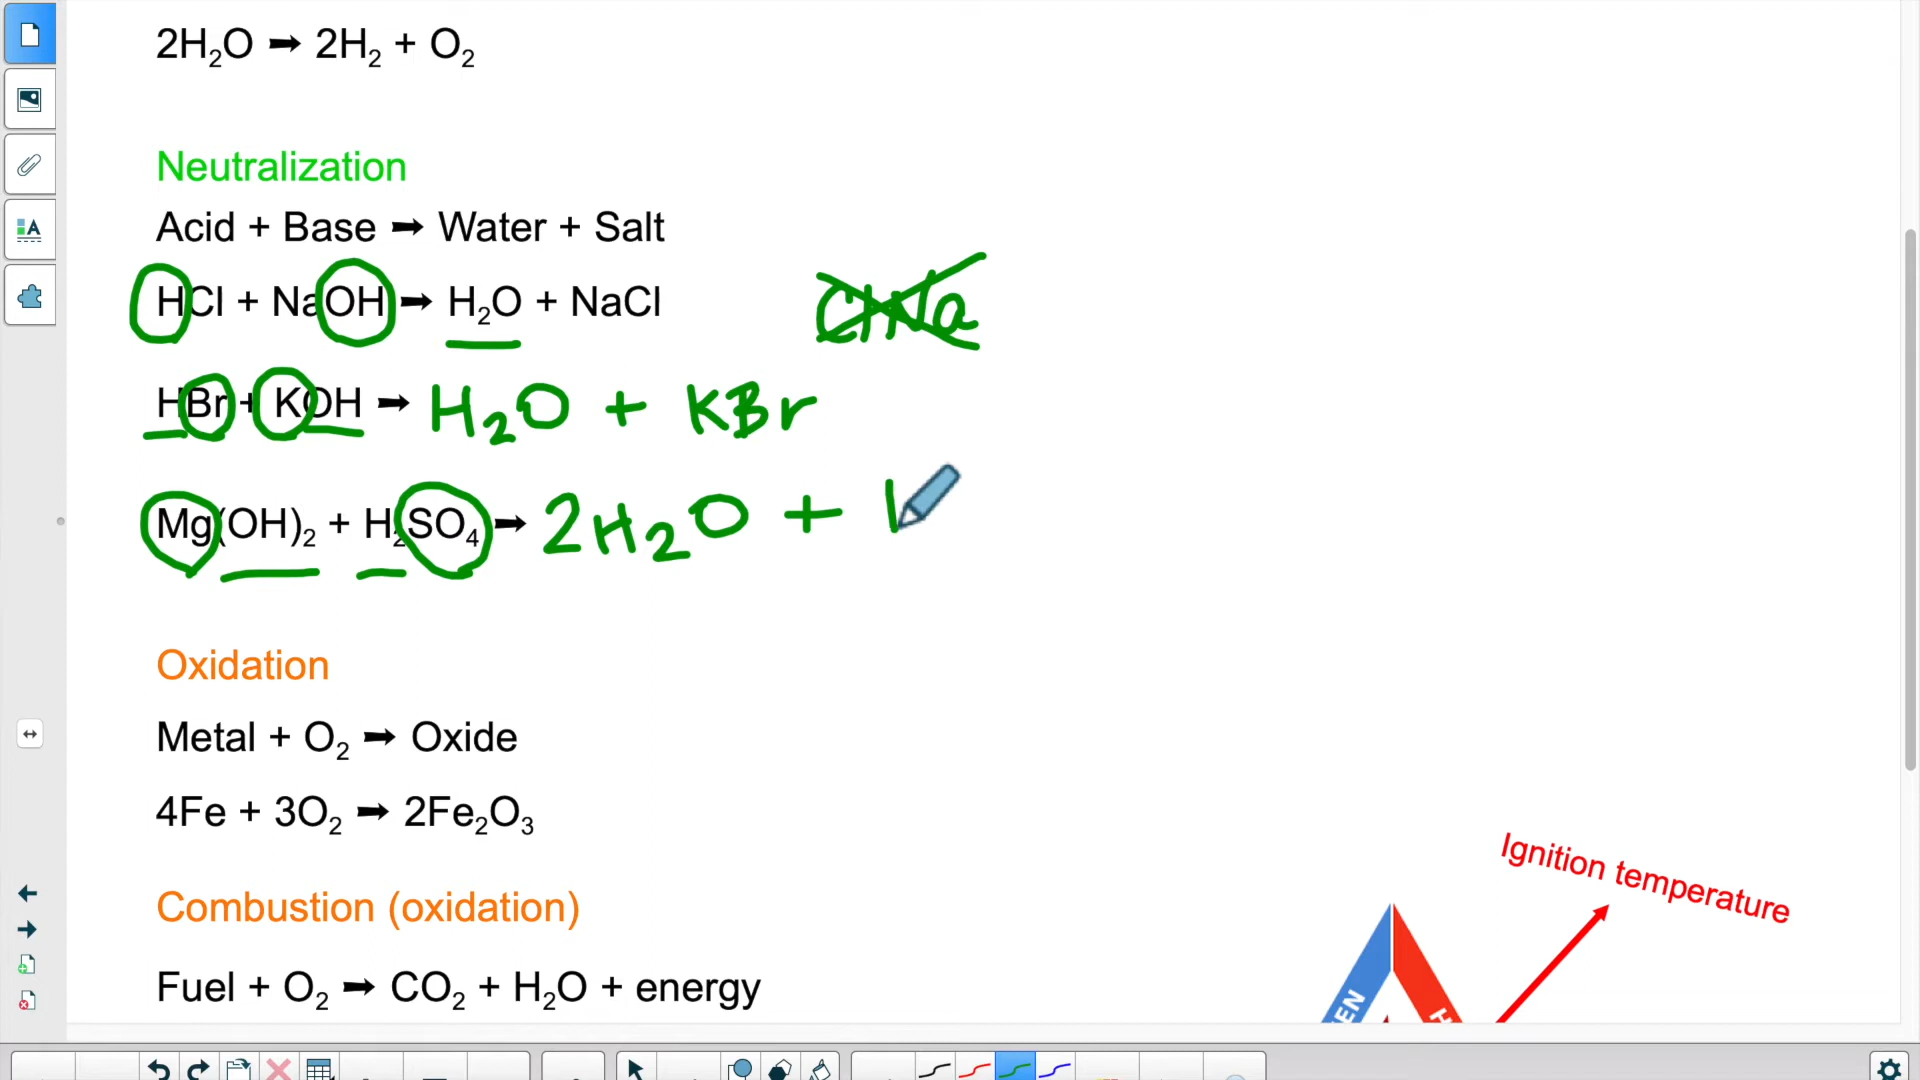 2H₂O ➡ 2H₂ + O₂
Neutralization
Acid + Base ➡ Water + Salt
HCl + NaOH ➡ H₂O + NaCl
ClNa
HBr + KOH ➡ H₂O + KBr
Mg(OH)₂ + H₂SO₄ ➡ 2H₂O +
Oxidation
Metal + O₂ ➡ Oxide
4Fe + 3O₂ ➡ 2Fe₂O₃
Ignition temperature
Combustion (oxidation)
Fuel + O₂ ➡ CO₂ + H₂O + energy